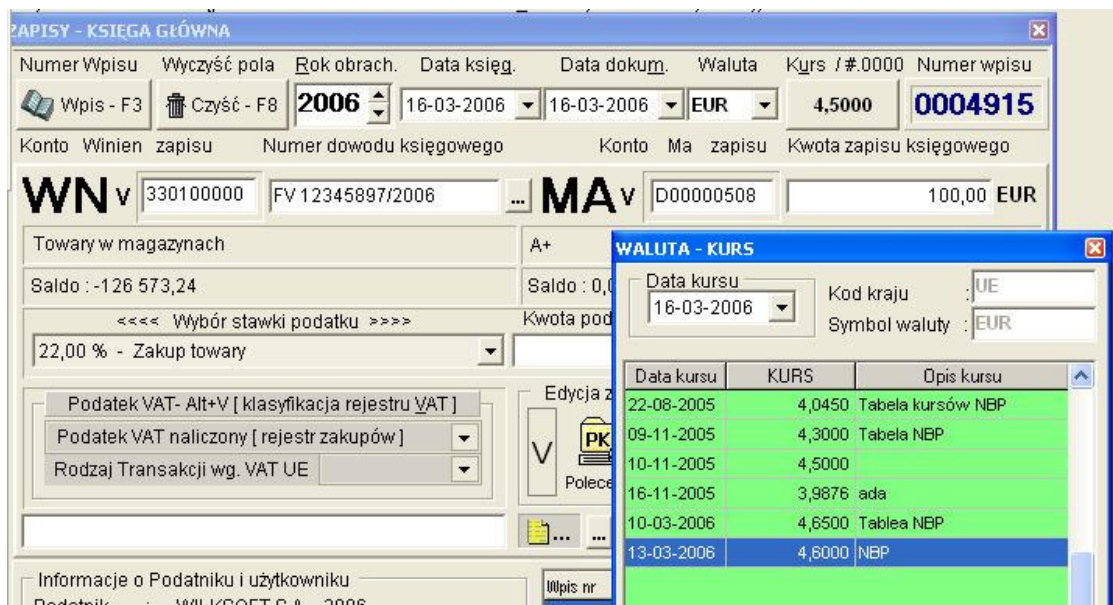 ZAPISY - KSIĘGA GŁÓWNA
Numer Wpisu Wyczyść pola Rok obrach. Data księg. Data dokum. Waluta Kurs / #.0000 Numer wpisu
Wpis - F3 Czyść - F8 2006 16-03-2006 16-03-2006 EUR 4,5000 0004915
Konto Winien zapisu Numer dowodu księgowego Konto Ma zapisu Kwota zapisu księgowego
WN V 330100000 FV 12345897/2006 ... MA V D00000508 100,00 EUR
Towary w magazynach A+
Saldo : -126 573,24 Saldo : 0,
<<<< Wybór stawki podatku >>>> Kwota pod
22,00 % - Zakup towary
Podatek VAT- Alt+V [ klasyfikacja rejestru VAT ] Edycja z
Podatek VAT naliczony [ rejestr zakupów ]
Rodzaj Transakcji wg. VAT UE
V PK
Polece
... ...
Informacje o Podatniku i użytkowniku Wpis nr
WALUTA - KURS
Data kursu
16-03-2006
Kod kraju : UE
Symbol waluty : EUR
Data kursu KURS Opis kursu
22-08-2005 4,0450 Tabela kursów NBP
09-11-2005 4,3000 Tabela NBP
10-11-2005 4,5000
16-11-2005 3,9876 ada
10-03-2006 4,6500 Tablea NBP
13-03-2006 4,6000 NBP